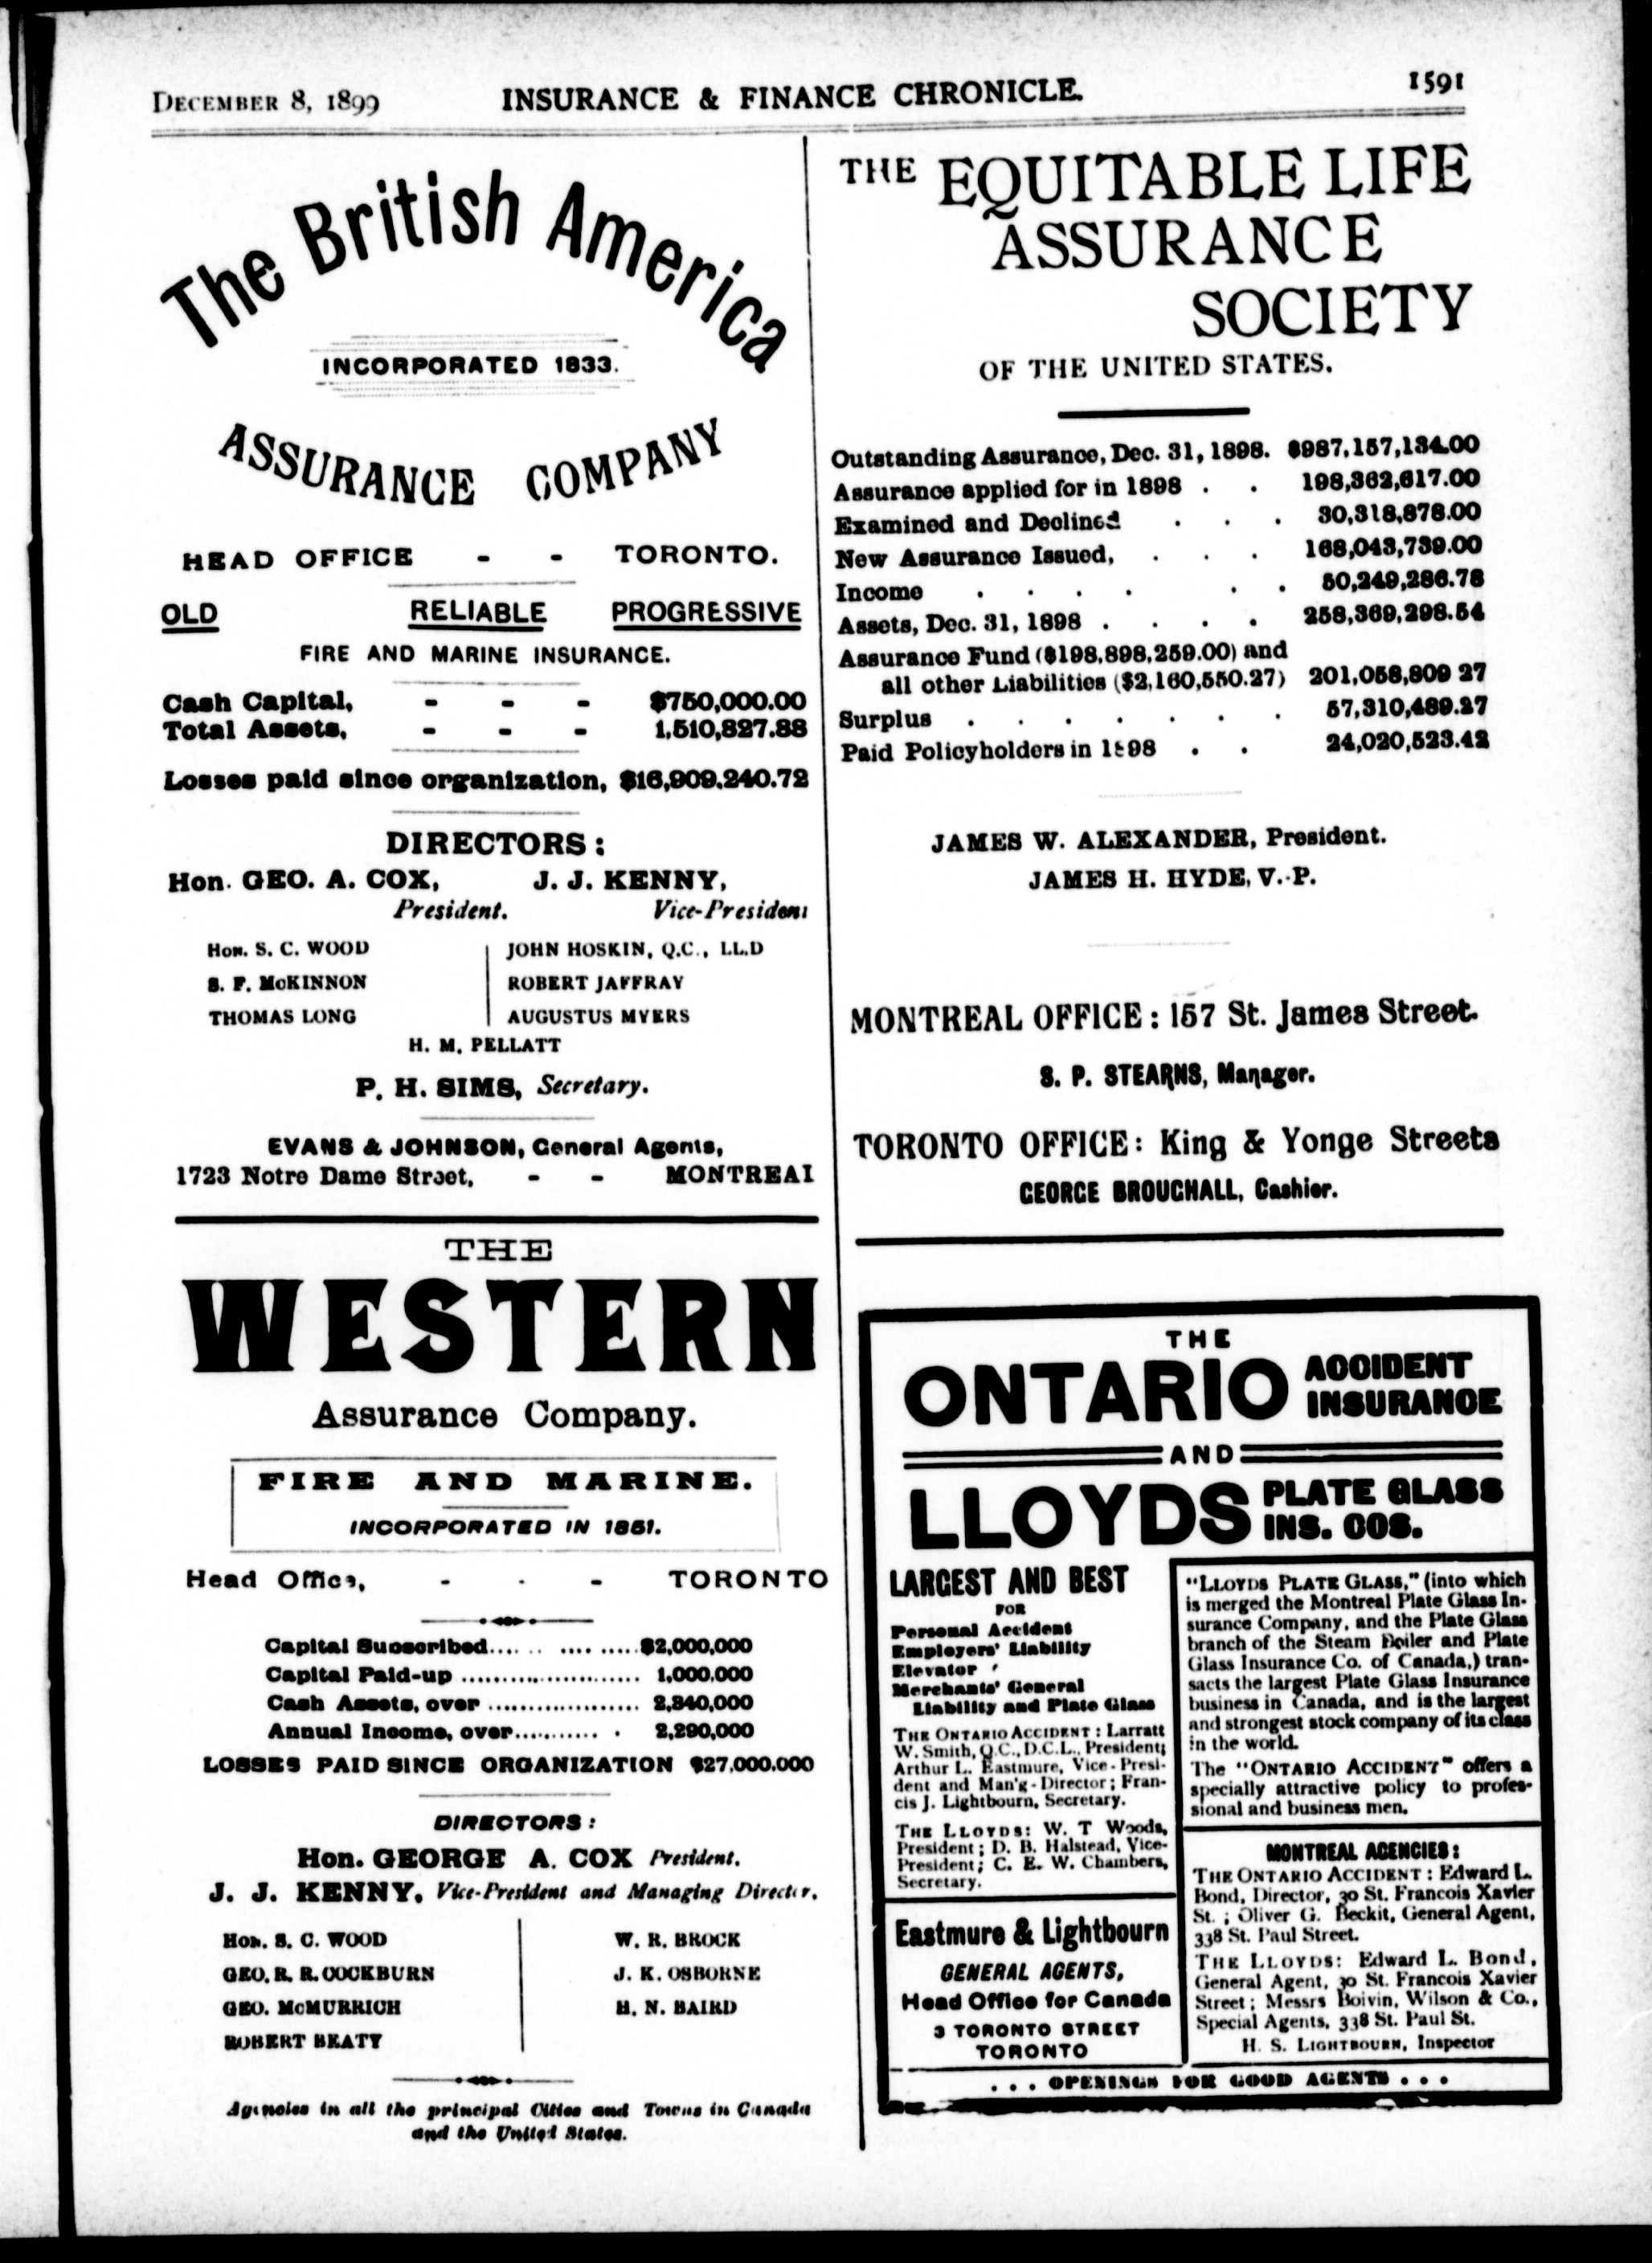 DECEMBER 8, 1899 INSURANCE & FINANCE CHRONICLE. 1591
The British America
INCORPORATED 1833.
ASSURANCE COMPANY
HEAD OFFICE - - TORONTO.
OLD RELIABLE PROGRESSIVE
FIRE AND MARINE INSURANCE.
Cash Capital, - - - $750,000.00
Total Assets, - - - 1,510,827.88
Losses paid since organization, $16,909,240.72
DIRECTORS:
Hon. GEO. A. COX, J. J. KENNY,
President. Vice-President
HON. S. C. WOOD JOHN HOSKIN, Q.C., LL.D
S. F. McKINNON ROBERT JAFFRAY
THOMAS LONG AUGUSTUS MYERS
H. M. PELLATT
P. H. SIMS, Secretary.
EVANS & JOHNSON, General Agents,
1723 Notre Dame Street, - - MONTREAL
THE
WESTERN
Assurance Company.
FIRE AND MARINE.
INCORPORATED IN 1851.
Head Office, - - - TORONTO
Capital Subscribed...... .. .... .....$2,000,000
Capital Paid-up ....................... 1,000,000
Cash Assets, over .................... 2,340,000
Annual Income, over........... . 2,290,000
LOSSES PAID SINCE ORGANIZATION $27,000,000
DIRECTORS:
Hon. GEORGE A. COX President.
J. J. KENNY, Vice-President and Managing Director.
HON. S. C. WOOD W. R. BROCK
GEO. R. R. COCKBURN J. K. OSBORNE
GEO. McMURRICH H. N. BAIRD
ROBERT BEATY
Agencies in all the principal Cities and Towns in Canada
and the United States.
THE EQUITABLE LIFE
ASSURANCE
SOCIETY
OF THE UNITED STATES.
Outstanding Assurance, Dec. 31, 1898. $987,157,134.00
Assurance applied for in 1898 . . 198,362,617.00
Examined and Declined . . . 30,318,878.00
New Assurance Issued, . . . 168,043,739.00
Income . . . . . . 50,249,286.78
Assets, Dec. 31, 1898 . . . . 258,369,298.54
Assurance Fund ($198,898,259.00) and
all other Liabilities ($2,160,550.27) 201,058,809 27
Surplus . . . . . . . 57,310,489.27
Paid Policyholders in 1898 . . 24,020,523.42
JAMES W. ALEXANDER, President.
JAMES H. HYDE, V.-P.
MONTREAL OFFICE: 157 St. James Street.
S. P. STEARNS, Manager.
TORONTO OFFICE: King & Yonge Streets
GEORGE BROUGHALL, Cashier.
THE
ONTARIO ACCIDENT
INSURANCE
AND
LLOYDS PLATE GLASS
INS. COS.
LARGEST AND BEST
FOR
Personal Accident
Employers' Liability
Elevator '
Merchants' General
Liability and Plate Glass
THE ONTARIO ACCIDENT: Larratt
W. Smith, Q.C., D.C.L., President;
Arthur L. Eastmure, Vice-Presi-
dent and Man'g-Director; Fran-
cis J. Lightbourn, Secretary.
THE LLOYDS: W. T Woods,
President; D. B. Halstead, Vice-
President; C. E. W. Chambers,
Secretary.
Eastmure & Lightbourn
GENERAL AGENTS,
Head Office for Canada
3 TORONTO STREET
TORONTO
"LLOYDS PLATE GLASS," (into which
is merged the Montreal Plate Glass In-
surance Company, and the Plate Glass
branch of the Steam Boiler and Plate
Glass Insurance Co. of Canada,) tran-
sacts the largest Plate Glass Insurance
business in Canada, and is the largest
and strongest stock company of its class
in the world.
The "ONTARIO ACCIDENT" offers a
specially attractive policy to profes-
sional and business men.
MONTREAL AGENCIES:
THE ONTARIO ACCIDENT: Edward L.
Bond, Director, 30 St. Francois Xavier
St.; Oliver G. Beckit, General Agent,
338 St. Paul Street.
THE LLOYDS: Edward L. Bond,
General Agent, 30 St. Francois Xavier
Street; Messrs Boivin, Wilson & Co.,
Special Agents, 338 St. Paul St.
H. S. LIGHTBOURN, Inspector
. . . OPENINGS FOR GOOD AGENTS . . .